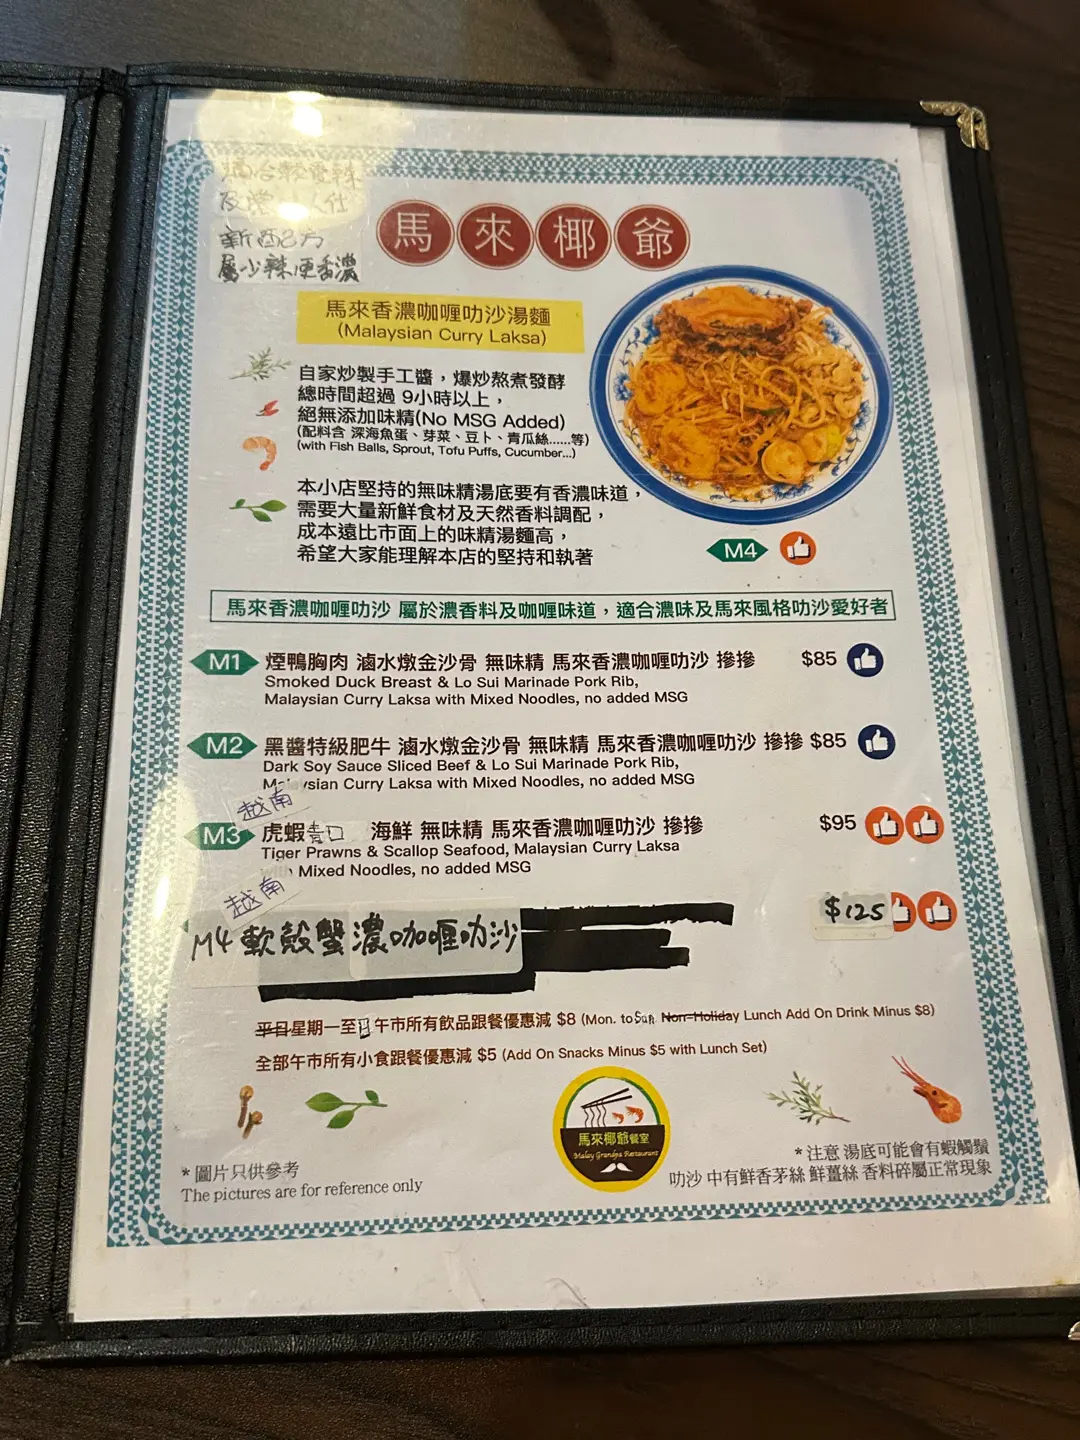 適合輕電辣
及濃 人仕
新配方
屬少辣更香濃
馬來椰爺
馬來香濃咖喱叻沙湯麵
(Malaysian Curry Laksa)
自家炒製手工醬，爆炒熬煮發酵
總時間超過 9小時以上，
絕無添加味精(No MSG Added)
(配料含 深海魚蛋、芽菜、豆卜、青瓜絲......等)
(with Fish Balls, Sprout, Tofu Puffs, Cucumber...)
本小店堅持的無味精湯底要有香濃味道，
需要大量新鮮食材及天然香料調配，
成本遠比市面上的味精湯麵高，
希望大家能理解本店的堅持和執著
M4
馬來香濃咖喱叻沙 屬於濃香料及咖喱味道，適合濃味及馬來風格叻沙愛好者
M1 煙鴨胸肉 滷水燉金沙骨 無味精 馬來香濃咖喱叻沙 摻摻 $85
Smoked Duck Breast & Lo Sui Marinade Pork Rib,
Malaysian Curry Laksa with Mixed Noodles, no added MSG
M2 黑醬特級肥牛 滷水燉金沙骨 無味精 馬來香濃咖喱叻沙 摻摻 $85
Dark Soy Sauce Sliced Beef & Lo Sui Marinade Pork Rib,
Malaysian Curry Laksa with Mixed Noodles, no added MSG
越南
M3 虎蝦青口 海鮮 無味精 馬來香濃咖喱叻沙 摻摻 $95
Tiger Prawns & Scallop Seafood, Malaysian Curry Laksa
Mixed Noodles, no added MSG
越南
M4 軟殼蟹濃咖喱叻沙 $125
平日星期一至日午市所有飲品跟餐優惠減 $8 (Mon. to Sun Non-Holiday Lunch Add On Drink Minus $8)
全部午市所有小食跟餐優惠減 $5 (Add On Snacks Minus $5 with Lunch Set)
馬來椰爺餐室
Malay Grandpa Restaurant
* 圖片只供參考
The pictures are for reference only
* 注意 湯底可能會有蝦觸鬚
叻沙 中有鮮香茅絲 鮮薑絲 香料碎屬正常現象